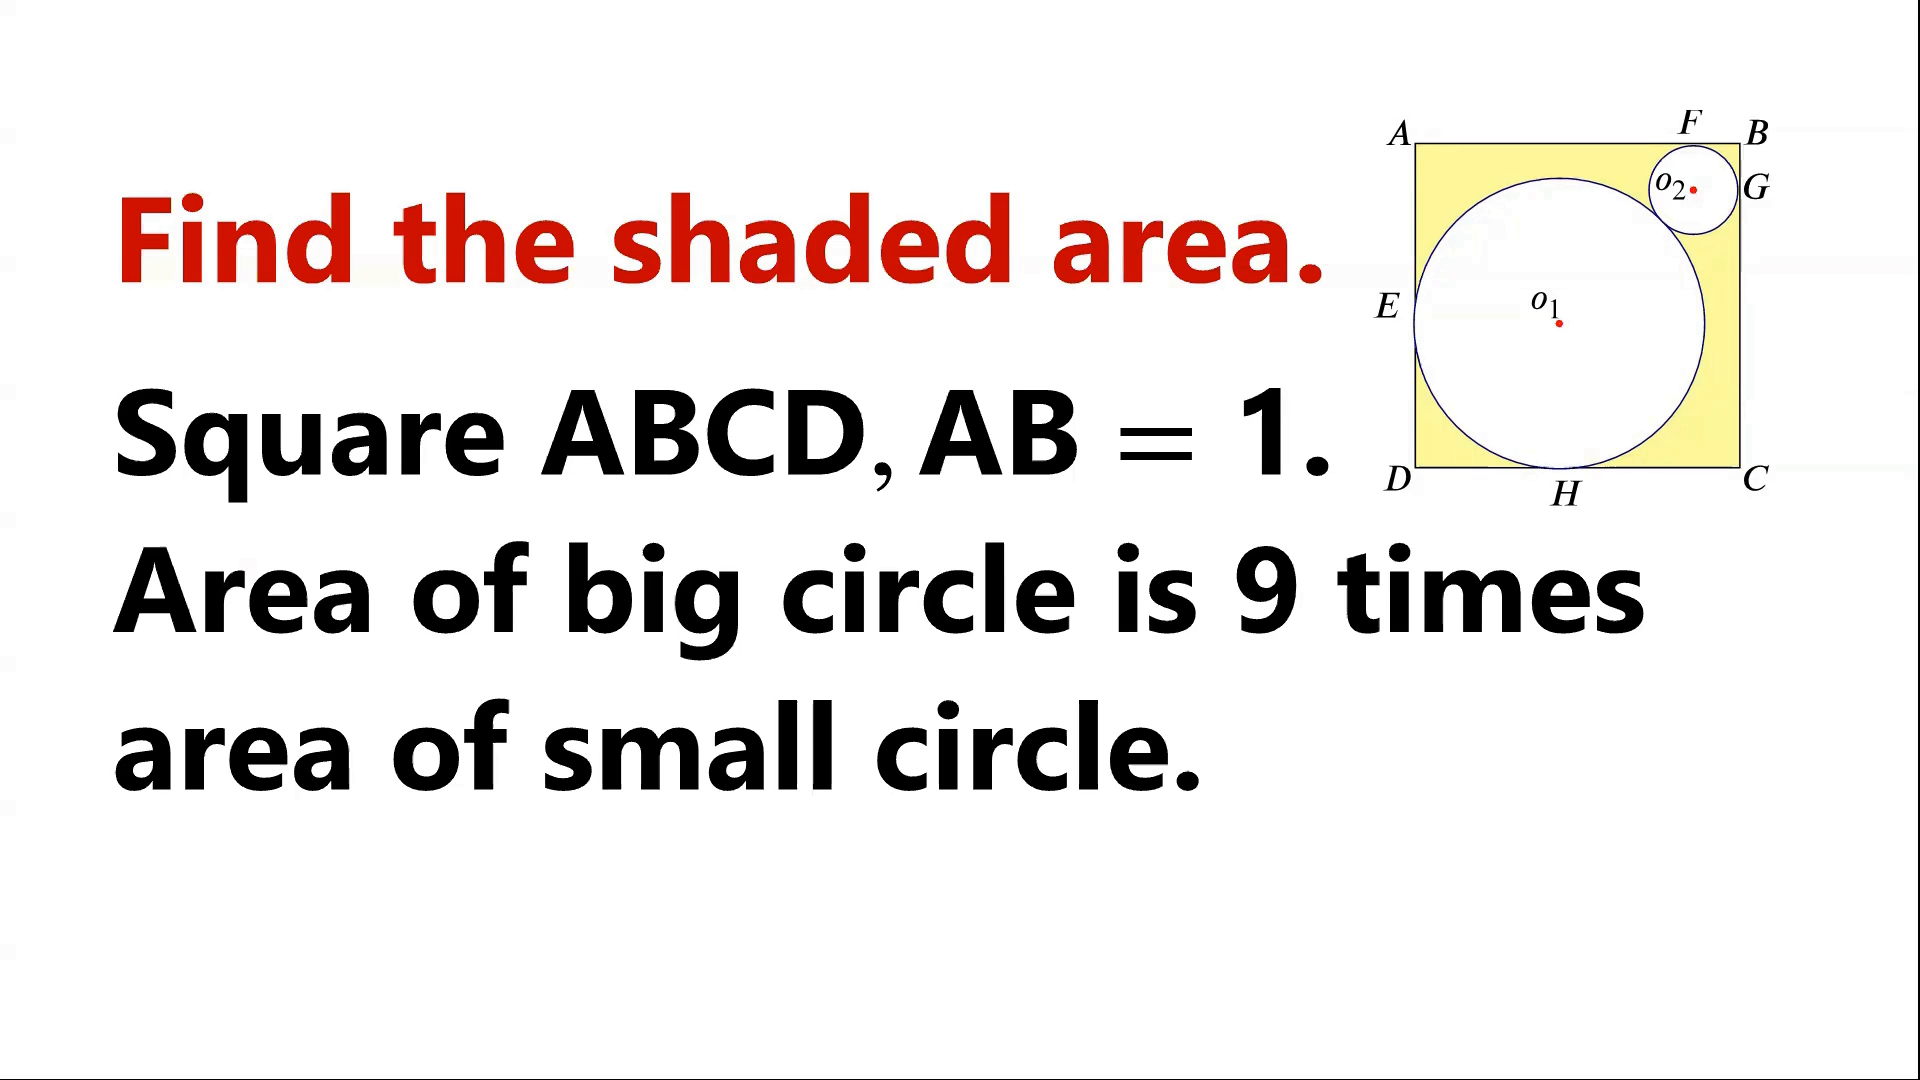 Find the shaded area.
Square ABCD, AB = 1.
Area of big circle is 9 times
area of small circle.
A
F
B
O2
G
E
O1
D
H
C